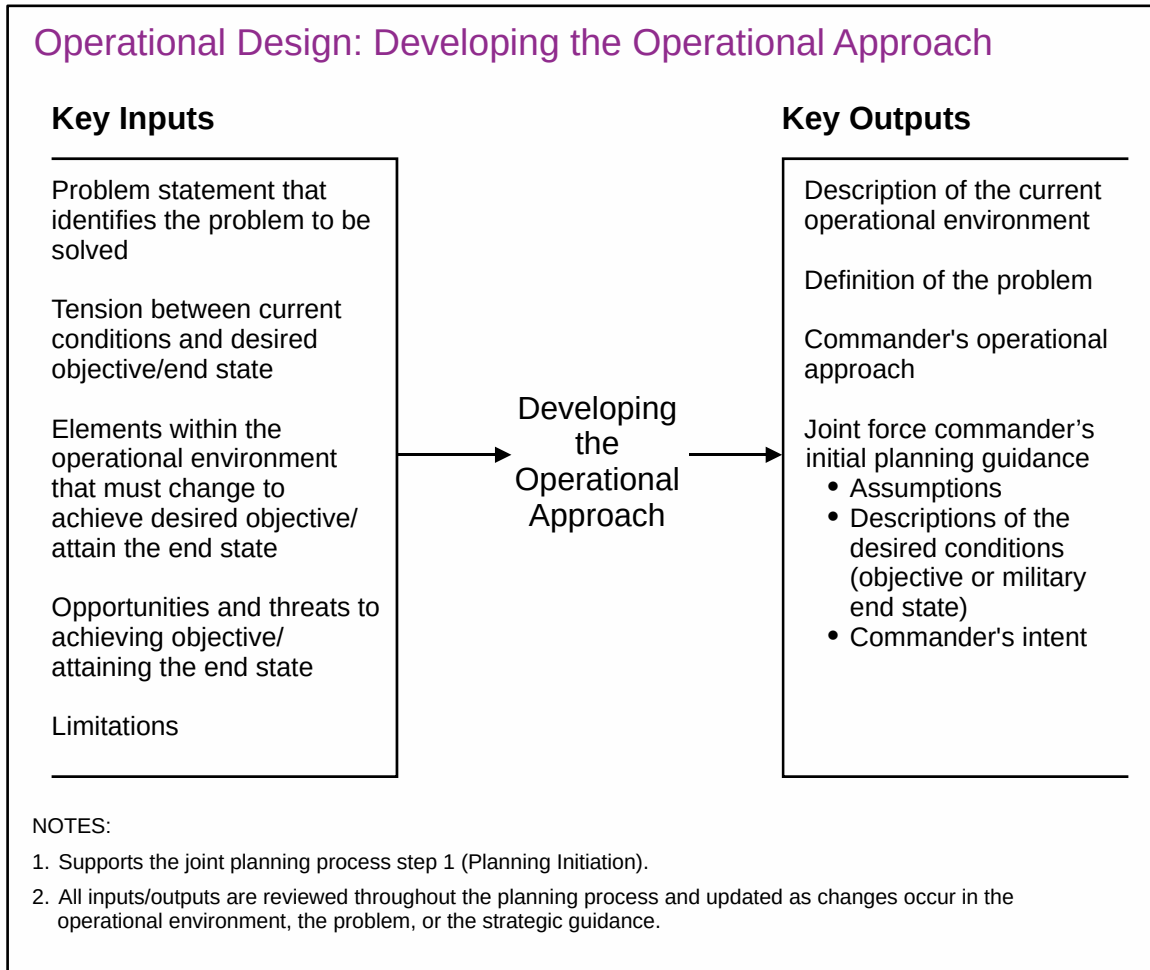 Operational Design: Developing the Operational Approach
Key Inputs
Problem statement that
identifies the problem to be
solved
Tension between current
conditions and desired
objective/end state
Elements within the
operational environment
that must change to
achieve desired objective/
attain the end state
Opportunities and threats to
achieving objective/
attaining the end state
Limitations
Developing
the
Operational
Approach
Key Outputs
Description of the current
operational environment
Definition of the problem
Commander's operational
approach
Joint force commander’s
initial planning guidance
• Assumptions
• Descriptions of the
desired conditions
(objective or military
end state)
• Commander's intent
NOTES:
1. Supports the joint planning process step 1 (Planning Initiation).
2. All inputs/outputs are reviewed throughout the planning process and updated as changes occur in the
operational environment, the problem, or the strategic guidance.